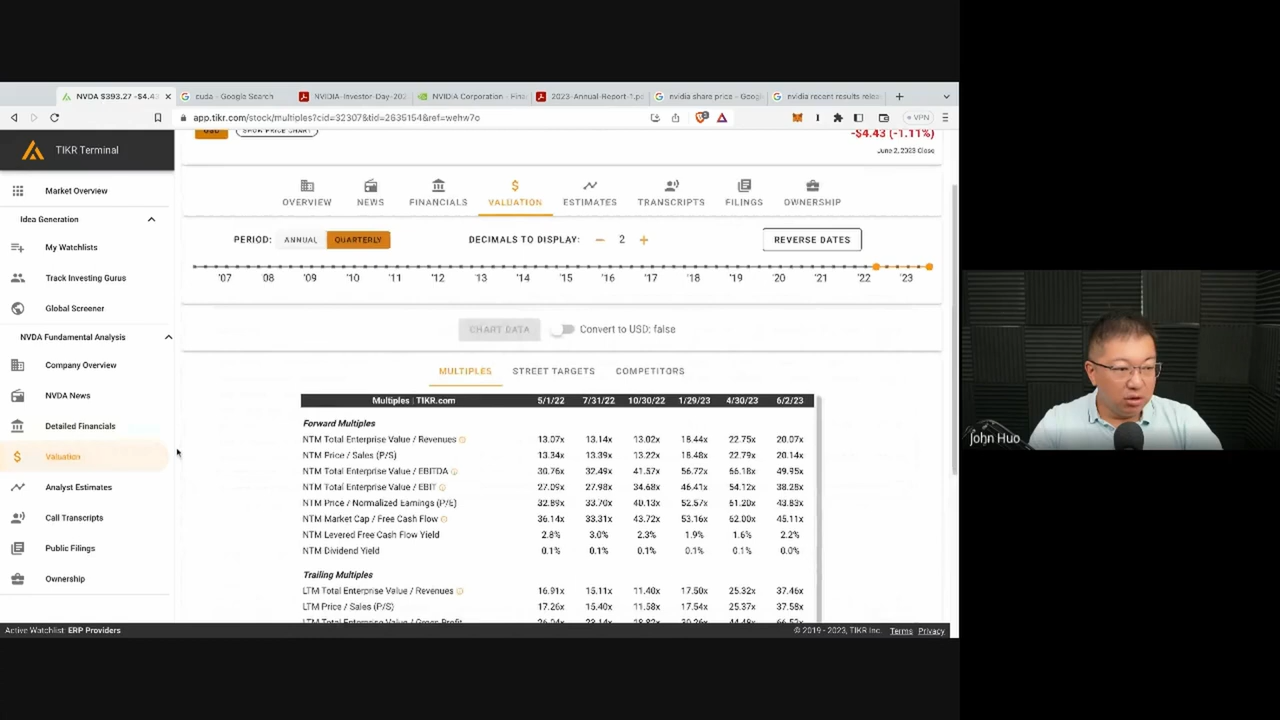 NVDA $393.27 -$4.43
cuda - Google Search
NVIDIA-Investor-Day-202
NVIDIA Corporation - Fina
2023-Annual-Report-1.p
nvidia share price - Googl
nvidia recent results relea
app.tikr.com/stock/multiples?cid=32307&tid=2635154&ref=wehw7o
VPN
TIKR Terminal
USD
SHOW PRICE CHART
-$4.43 (-1.11%)
June 2, 2023 Close
Market Overview
Idea Generation
My Watchlists
Track Investing Gurus
Global Screener
NVDA Fundamental Analysis
Company Overview
NVDA News
Detailed Financials
Valuation
Analyst Estimates
Call Transcripts
Public Filings
Ownership
OVERVIEW NEWS FINANCIALS VALUATION ESTIMATES TRANSCRIPTS FILINGS OWNERSHIP
PERIOD: ANNUAL QUARTERLY DECIMALS TO DISPLAY: − 2 + REVERSE DATES
'07 '08 '09 '10 '11 '12 '13 '14 '15 '16 '17 '18 '19 '20 '21 '22 '23
CHART DATA Convert to USD: false
MULTIPLES STREET TARGETS COMPETITORS
Multiples | TIKR.com 5/1/22 7/31/22 10/30/22 1/29/23 4/30/23 6/2/23
Forward Multiples
NTM Total Enterprise Value / Revenues 13.07x 13.14x 13.02x 18.44x 22.75x 20.07x
NTM Price / Sales (P/S) 13.34x 13.39x 13.22x 18.48x 22.79x 20.14x
NTM Total Enterprise Value / EBITDA 30.76x 32.49x 41.57x 56.72x 66.18x 49.95x
NTM Total Enterprise Value / EBIT 27.09x 27.98x 34.68x 46.41x 54.12x 38.28x
NTM Price / Normalized Earnings (P/E) 32.89x 33.70x 40.13x 52.57x 61.20x 43.83x
NTM Market Cap / Free Cash Flow 36.14x 33.31x 43.72x 53.16x 62.00x 45.11x
NTM Levered Free Cash Flow Yield 2.8% 3.0% 2.3% 1.9% 1.6% 2.2%
NTM Dividend Yield 0.1% 0.1% 0.1% 0.1% 0.1% 0.0%
Trailing Multiples
LTM Total Enterprise Value / Revenues 16.91x 15.11x 11.40x 17.50x 25.32x 37.46x
LTM Price / Sales (P/S) 17.26x 15.40x 11.58x 17.54x 25.37x 37.58x
LTM Total Enterprise Value / Gross Profit
Active Watchlist: ERP Providers
© 2019 - 2023, TIKR Inc. Terms Privacy
John Huo